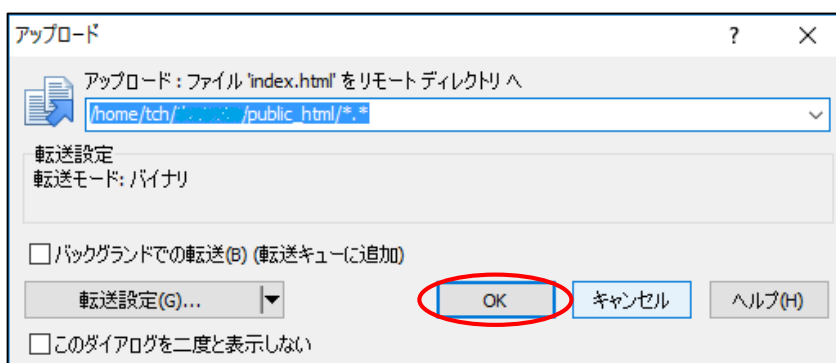 アップロード ?
アップロード : ファイル 'index.html' をリモート ディレクトリ へ
/home/tch/ /public_html/*.*
転送設定
転送モード: バイナリ
バックグランドでの転送(B) (転送キューに追加)
転送設定(G)... OK キャンセル ヘルプ(H)
このダイアログを二度と表示しない